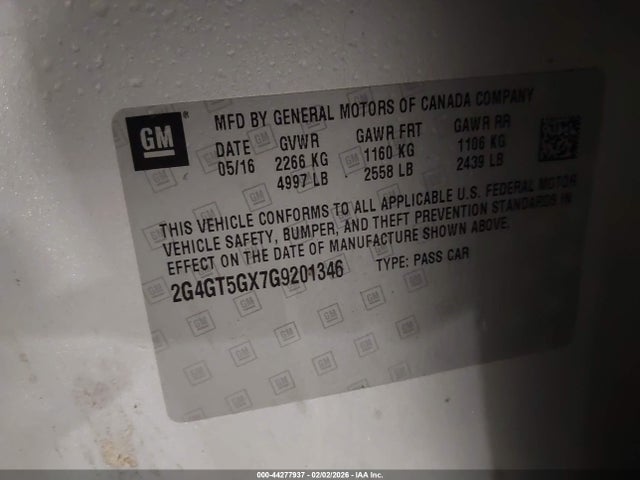 GM
MFD BY GENERAL MOTORS OF CANADA COMPANY
DATE GVWR GAWR FRT GAWR RR
05/16 2266 KG 1160 KG 1106 KG
4997 LB 2558 LB 2439 LB
THIS VEHICLE CONFORMS TO ALL APPLICABLE U.S. FEDERAL MOTOR
VEHICLE SAFETY, BUMPER, AND THEFT PREVENTION STANDARDS IN
EFFECT ON THE DATE OF MANUFACTURE SHOWN ABOVE.
2G4GT5GX7G9201346 TYPE: PASS CAR
000-44277937 - 02/02/2026 - IAA Inc.